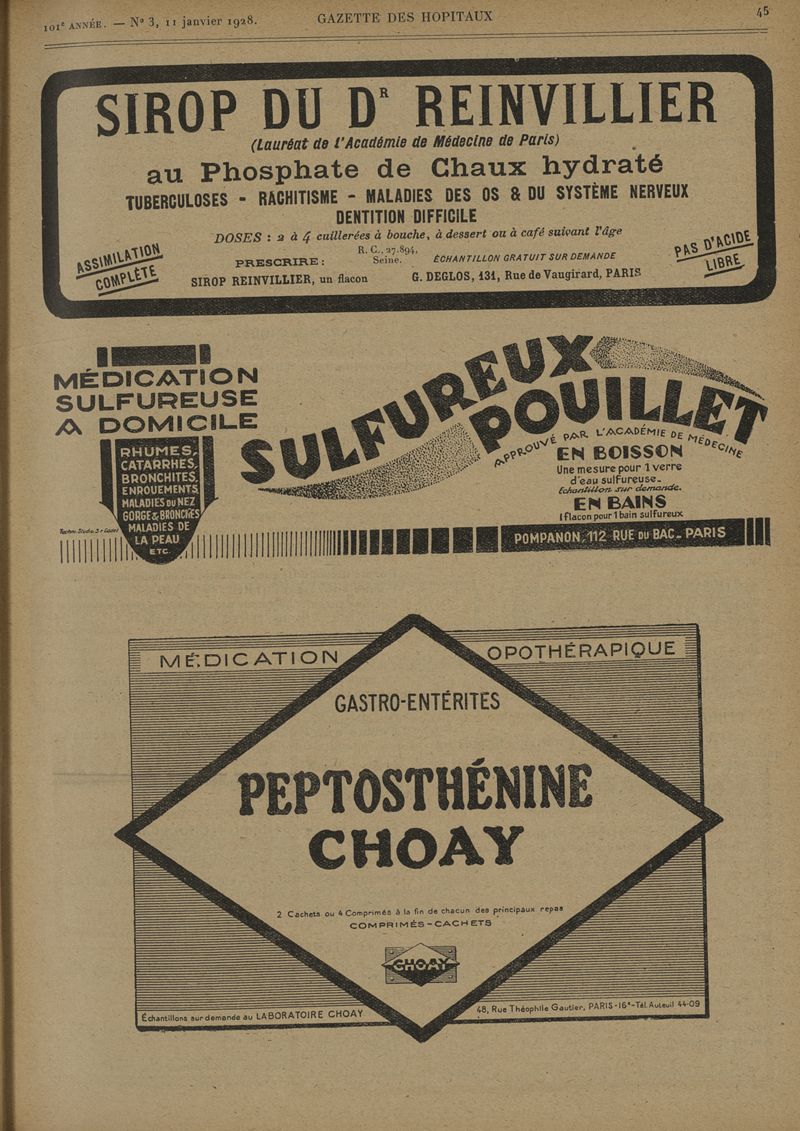 101e ANNÉE. — No 3, 11 janvier 1928.
GAZETTE DES HOPITAUX
45
SIROP DU DR REINVILLIER
(Lauréat de l'Académie de Médecine de Paris)
au Phosphate de Chaux hydraté
TUBERCULOSES - RACHITISME - MALADIES DES OS & DU SYSTÈME NERVEUX
DENTITION DIFFICILE
DOSES : 2 à 4 cuillerées à bouche, à dessert ou à café suivant l'âge
ASSIMILATION
COMPLÈTE
PRESCRIRE :
R. C., 27.894,
Seine.
ÉCHANTILLON GRATUIT SUR DEMANDE
PAS D'ACIDE
LIBRE
SIROP REINVILLIER, un flacon
G. DEGLOS, 131, Rue de Vaugirard, PARIS
MÉDICATION
SULFUREUSE
A DOMICILE
RHUMES,
CATARRHES,
BRONCHITES,
ENROUEMENTS,
MALADIES DU NEZ
GORGE & BRONCHES
MALADIES DE
LA PEAU
ETC.
SULFUREUX
POUILLET
APPROUVÉ PAR L'ACADÉMIE DE MÉDECINE
EN BOISSON
Une mesure pour 1 verre
d'eau sulfureuse.
Echantillon sur demande.
EN BAINS
1 flacon pour 1 bain sulfureux
POMPANON, 112 RUE DU BAC_ PARIS
MÉDICATION
OPOTHÉRAPIQUE
GASTRO-ENTÉRITES
PEPTOSTHÉNINE
CHOAY
2 Cachets ou 4 Comprimés à la fin de chacun des principaux repas
COMPRIMÉS - CACHETS
CHOAY
Échantillons sur demande au LABORATOIRE CHOAY
48, Rue Théophile Gautier, PARIS-16e-Tél. Auteuil 44-09